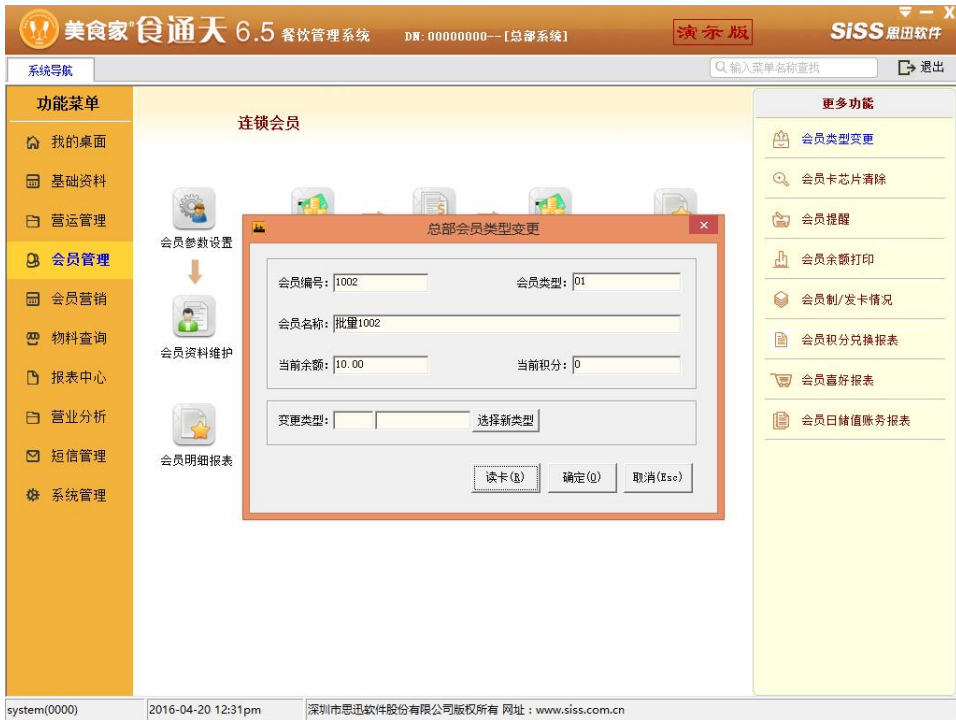 美食家®食通天 6.5 餐饮管理系统 DN:00000000--[总部系统] 演示版 SiSS思迅软件
系统导航 输入菜单名称查找 退出
功能菜单
我的桌面
基础资料
营运管理
会员管理
会员营销
物料查询
报表中心
营业分析
短信管理
系统管理
连锁会员
会员参数设置
会员资料维护
会员明细报表
总部会员类型变更
会员编号: 1002 会员类型: 01
会员名称: 批量1002
当前余额: 10.00 当前积分: 0
变更类型: 选择新类型
读卡(R) 确定(O) 取消(Esc)
更多功能
会员类型变更
会员卡芯片清除
会员提醒
会员余额打印
会员制/发卡情况
会员积分兑换报表
会员喜好报表
会员日储值账务报表
system(0000) 2016-04-20 12:31pm 深圳市思迅软件股份有限公司版权所有 网址：www.siss.com.cn